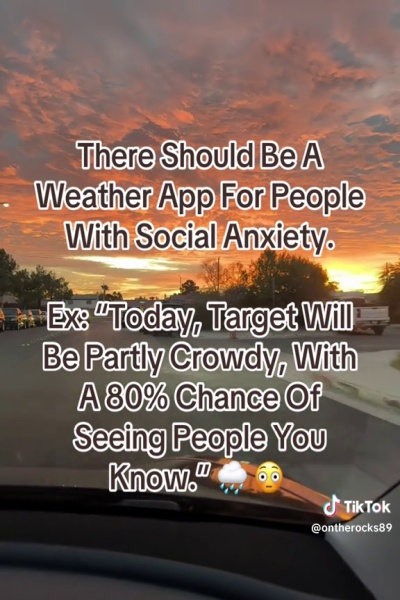 There Should Be A
Weather App For People
With Social Anxiety.
Ex: “Today, Target Will
Be Partly Crowdy, With
A 80% Chance Of
Seeing People You
Know.” 🌧️😳
TikTok
@ontherocks89